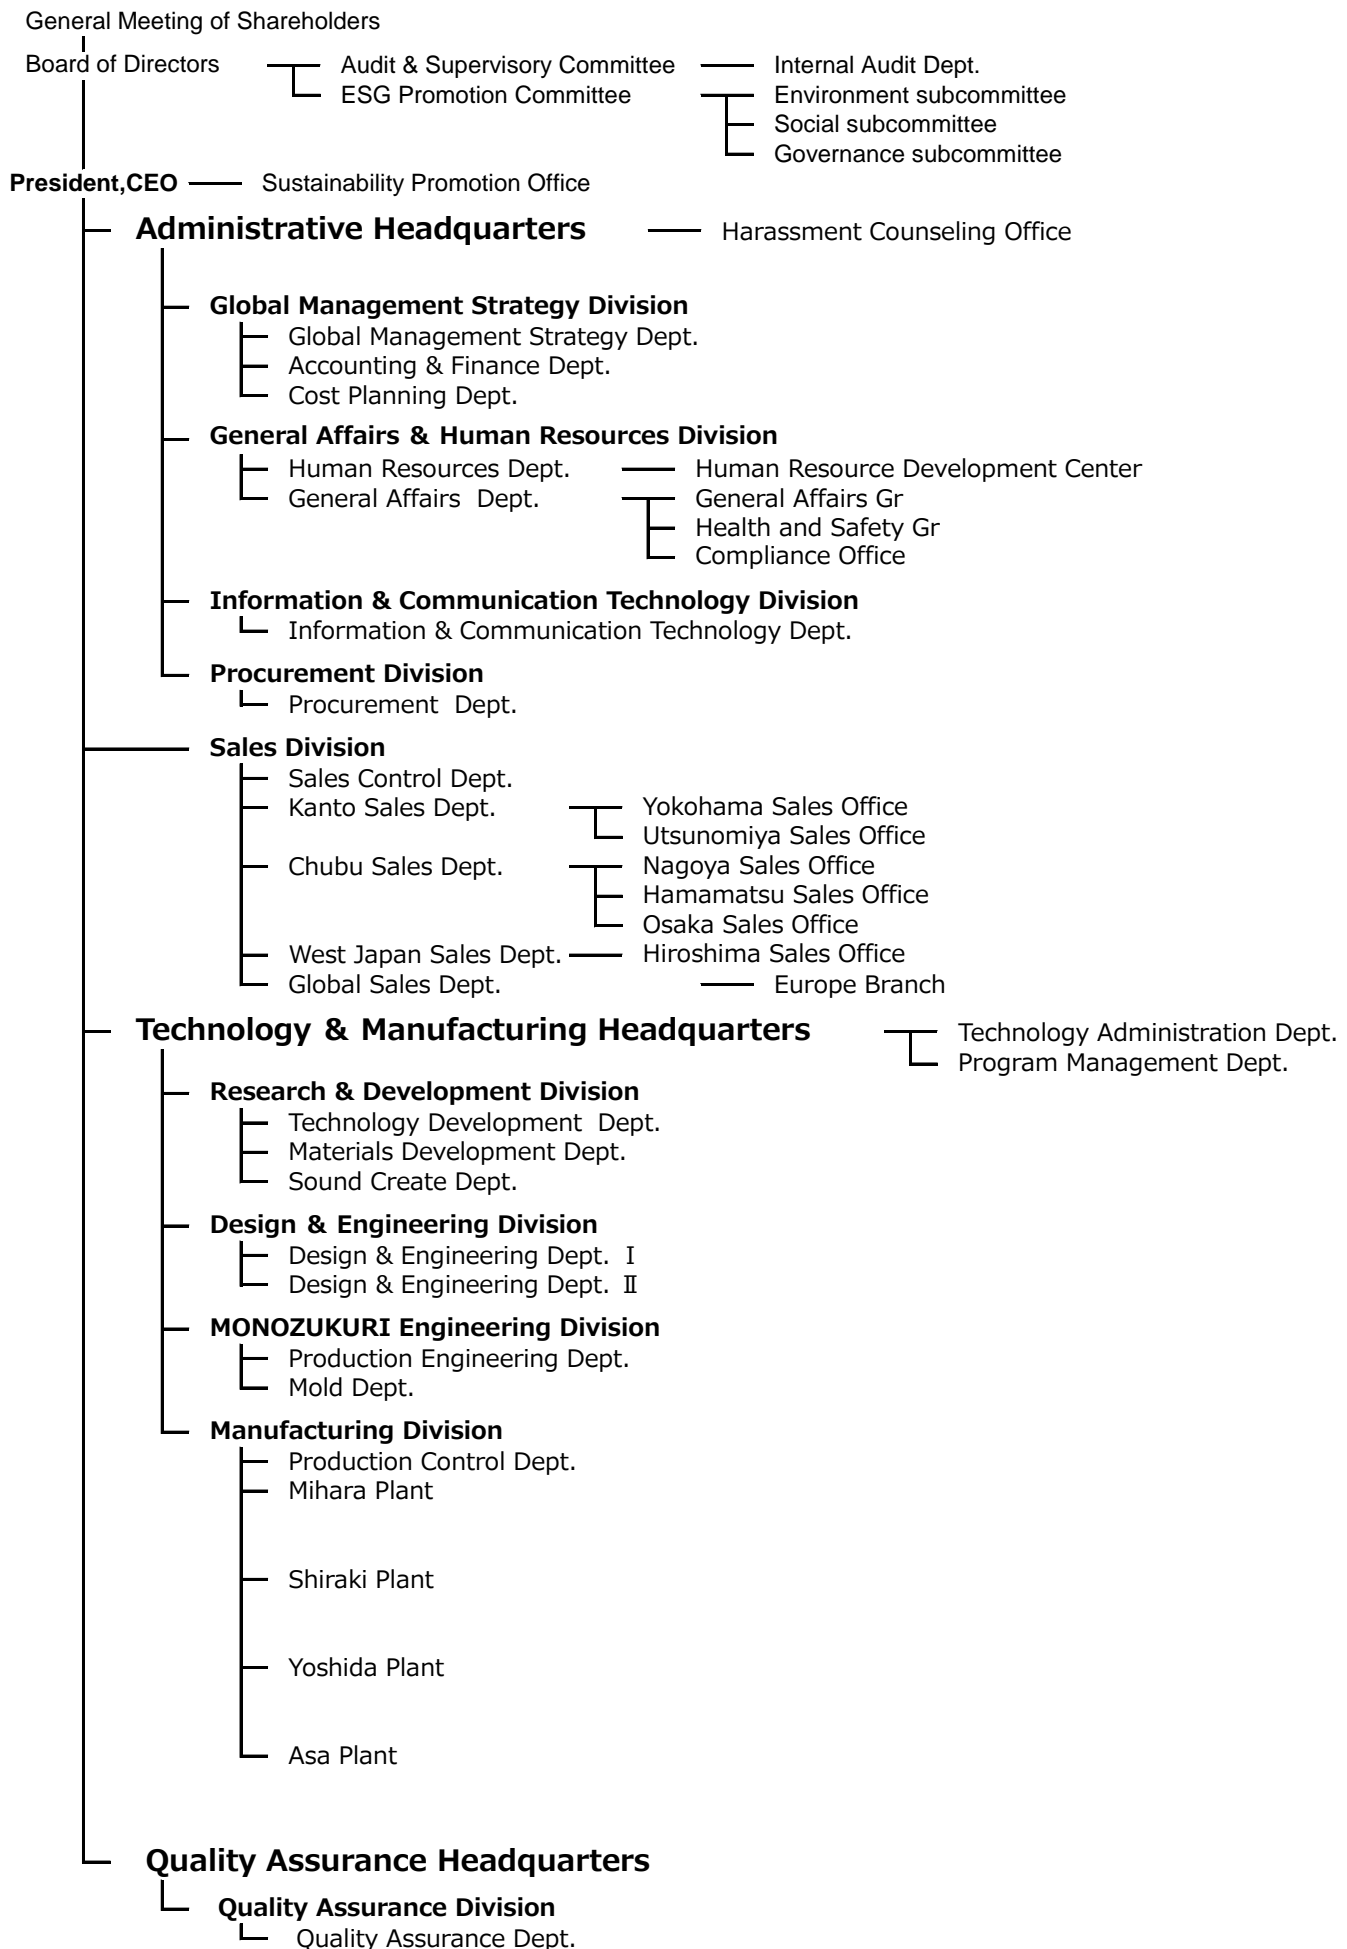 General Meeting of Shareholders
Board of Directors Audit & Supervisory Committee Internal Audit Dept.
ESG Promotion Committee Environment subcommittee
Social subcommittee
Governance subcommittee
President,CEO Sustainability Promotion Office
Administrative Headquarters Harassment Counseling Office
Global Management Strategy Division
Global Management Strategy Dept.
Accounting & Finance Dept.
Cost Planning Dept.
General Affairs & Human Resources Division
Human Resources Dept. Human Resource Development Center
General Affairs Dept. General Affairs Gr
Health and Safety Gr
Compliance Office
Information & Communication Technology Division
Information & Communication Technology Dept.
Procurement Division
Procurement Dept.
Sales Division
Sales Control Dept.
Kanto Sales Dept. Yokohama Sales Office
Utsunomiya Sales Office
Chubu Sales Dept. Nagoya Sales Office
Hamamatsu Sales Office
Osaka Sales Office
West Japan Sales Dept. Hiroshima Sales Office
Global Sales Dept. Europe Branch
Technology & Manufacturing Headquarters Technology Administration Dept.
Program Management Dept.
Research & Development Division
Technology Development Dept.
Materials Development Dept.
Sound Create Dept.
Design & Engineering Division
Design & Engineering Dept. Ⅰ
Design & Engineering Dept. Ⅱ
MONOZUKURI Engineering Division
Production Engineering Dept.
Mold Dept.
Manufacturing Division
Production Control Dept.
Mihara Plant
Shiraki Plant
Yoshida Plant
Asa Plant
Quality Assurance Headquarters
Quality Assurance Division
Quality Assurance Dept.